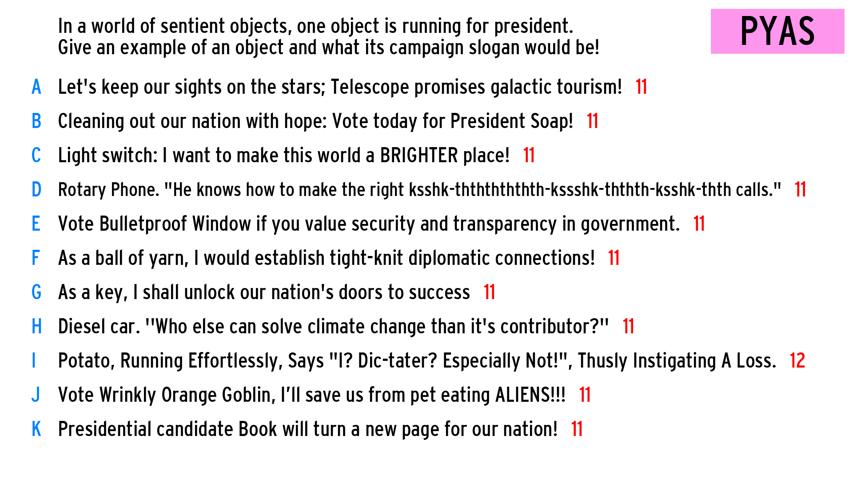 In a world of sentient objects, one object is running for president.
Give an example of an object and what its campaign slogan would be!
PYAS
A Let's keep our sights on the stars; Telescope promises galactic tourism! 11
B Cleaning out our nation with hope: Vote today for President Soap! 11
C Light switch: I want to make this world a BRIGHTER place! 11
D Rotary Phone. "He knows how to make the right ksshk-thththththth-kssshk-ththth-ksshk-thth calls." 11
E Vote Bulletproof Window if you value security and transparency in government. 11
F As a ball of yarn, I would establish tight-knit diplomatic connections! 11
G As a key, I shall unlock our nation's doors to success 11
H Diesel car. ''Who else can solve climate change than it's contributor?'' 11
I Potato, Running Effortlessly, Says "I? Dic-tater? Especially Not!", Thusly Instigating A Loss. 12
J Vote Wrinkly Orange Goblin, I’ll save us from pet eating ALIENS!!! 11
K Presidential candidate Book will turn a new page for our nation! 11